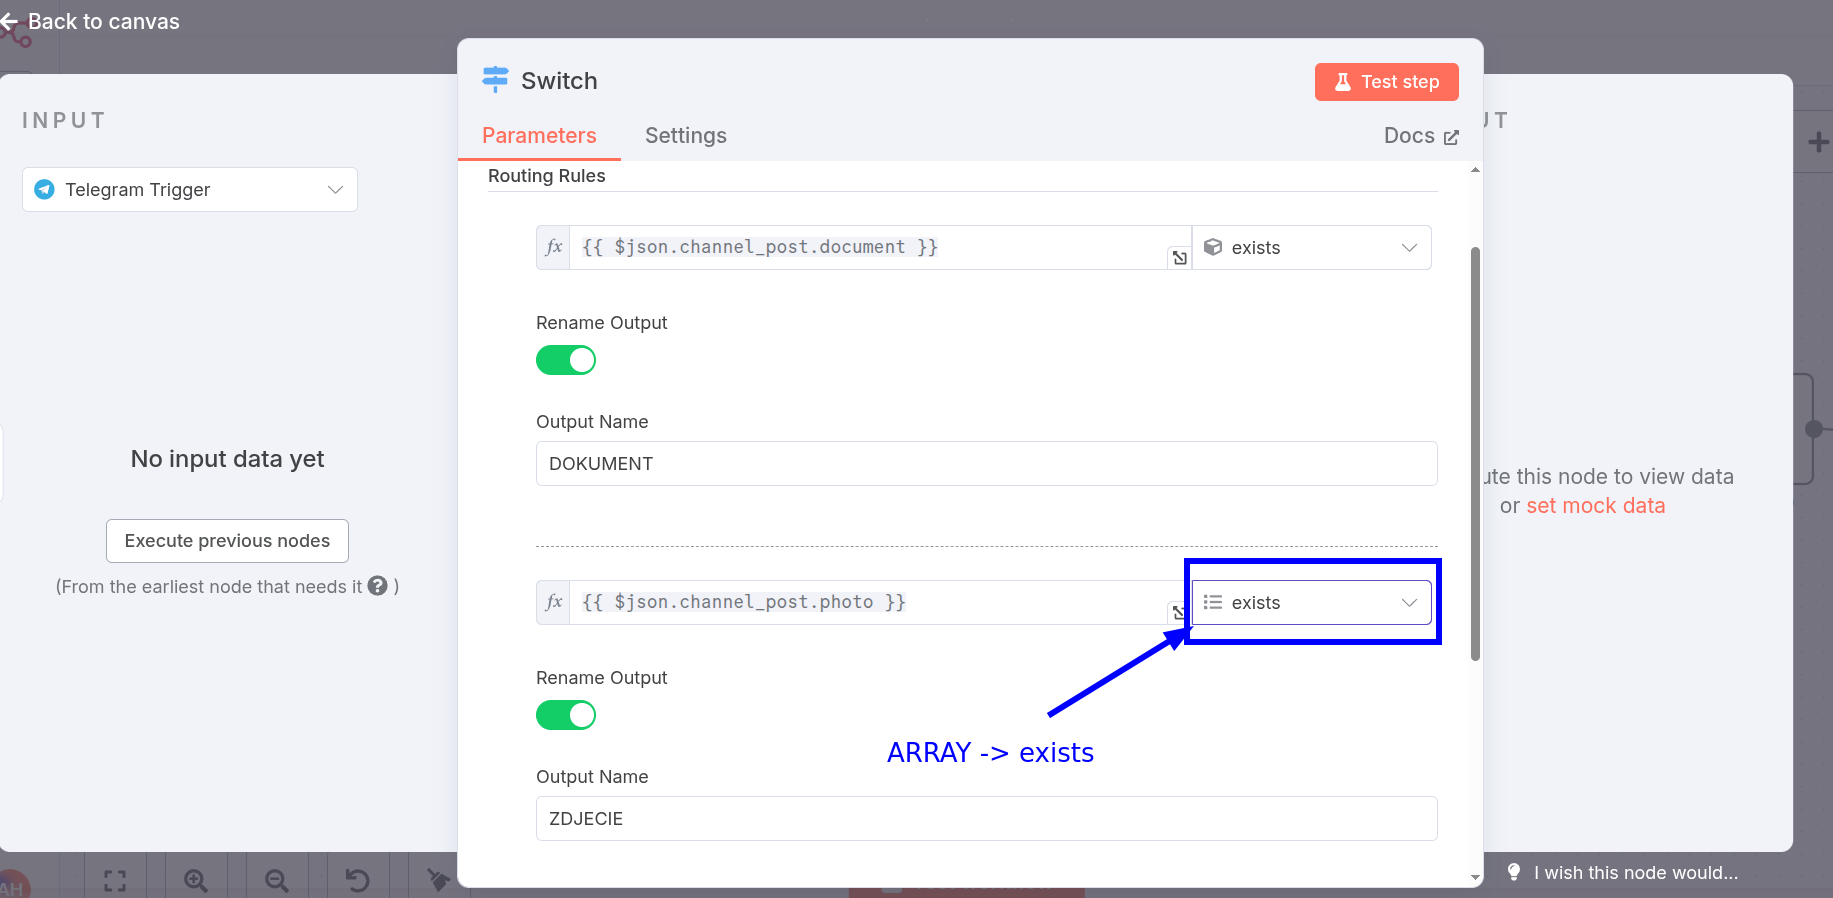 Back to canvas
INPUT
Telegram Trigger
No input data yet
Execute previous nodes
(From the earliest node that needs it ? )
Switch
Test step
Parameters
Settings
Docs
Routing Rules
fx {{ $json.channel_post.document }}
exists
Rename Output
Output Name
DOKUMENT
fx {{ $json.channel_post.photo }}
exists
Rename Output
ARRAY -> exists
Output Name
ZDJECIE
UT
ute this node to view data
or set mock data
I wish this node would...
AH